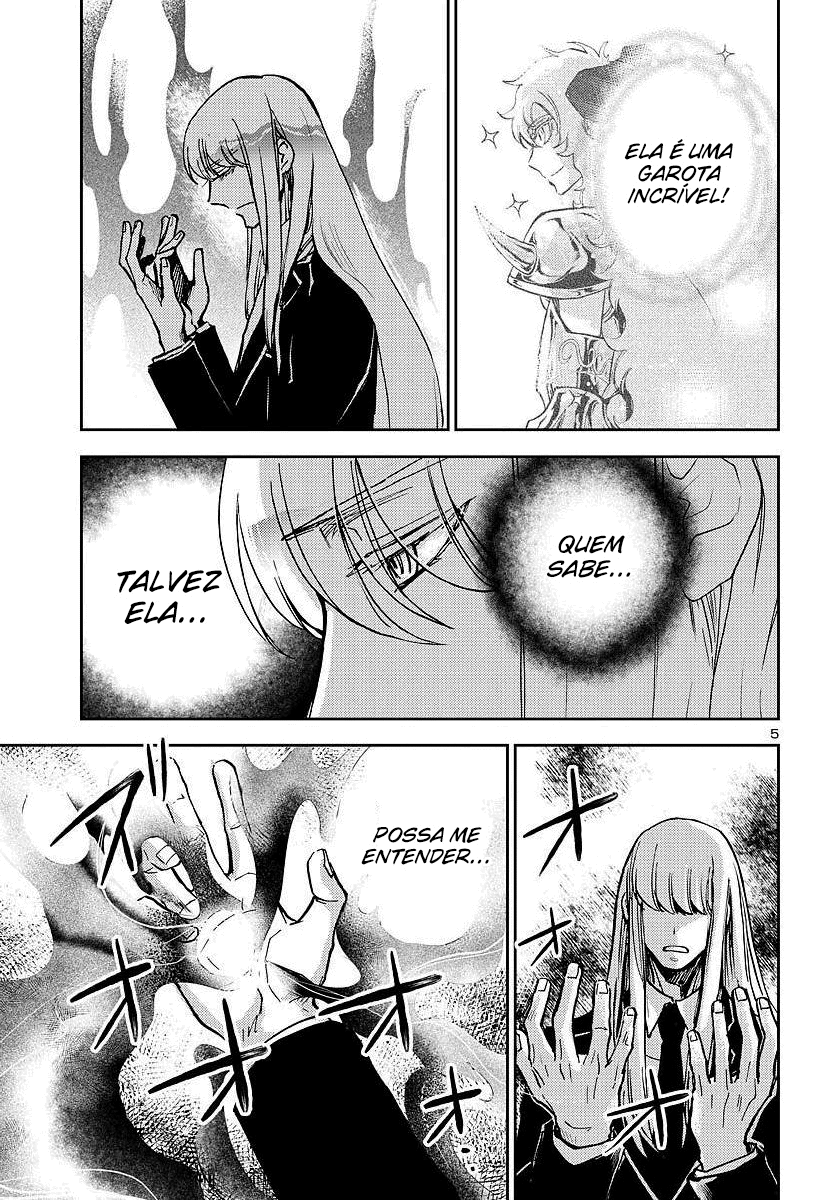 ELA É UMA
GAROTA
INCRÍVEL!
QUEM
SABE...
TALVEZ
ELA...
5
POSSA ME
ENTENDER...